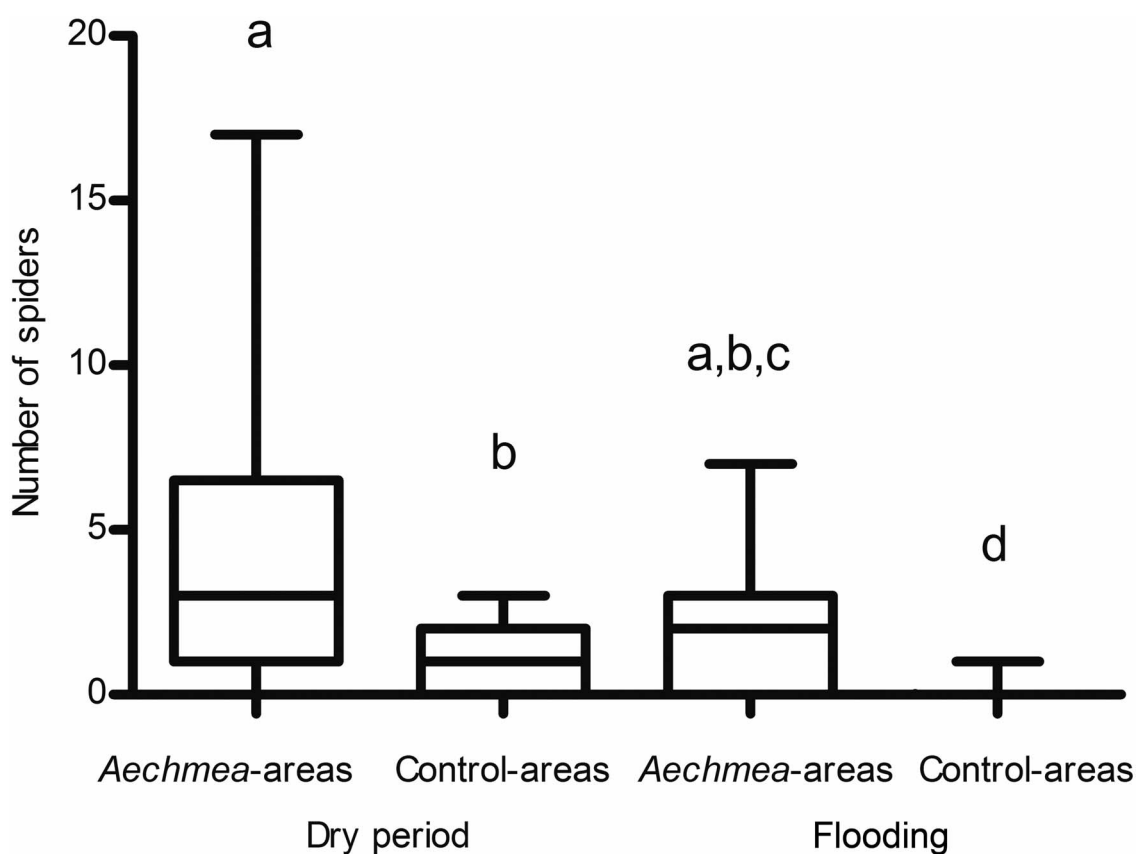 20
a
15
Number of spiders
10
a,b,c
b
5
d
0
Aechmea-areas Control-areas Aechmea-areas Control-areas
Dry period Flooding